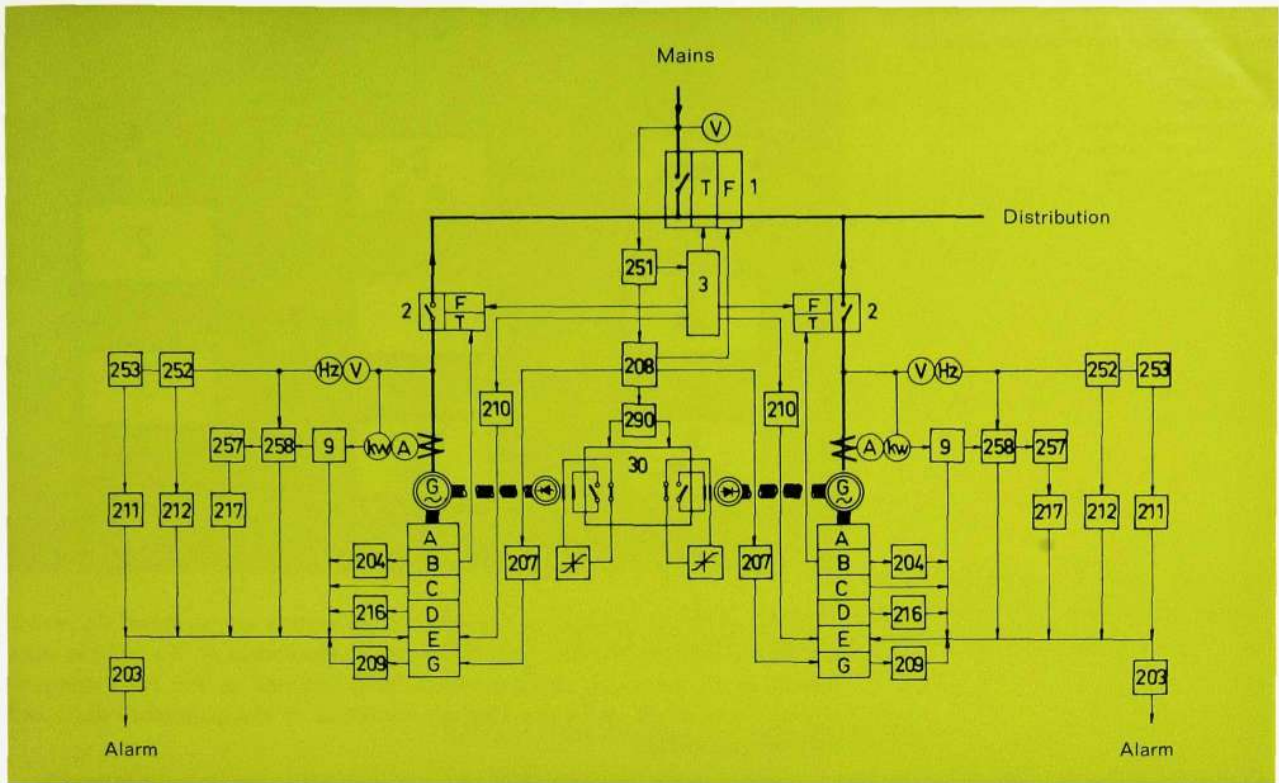 Mains
V
T F 1
Distribution
251
3
2 F
T
F 2
T
253 252 Hz V
208
V Hz 252 253
210
290
210
257 258 9 kW A
30
A kW 9 258 257
G
G
211 212 217
217 212 211
A
A
204 B
207
207
B 204
C
C
216 D
D 216
E
E
209 G
G 209
203
203
Alarm
Alarm